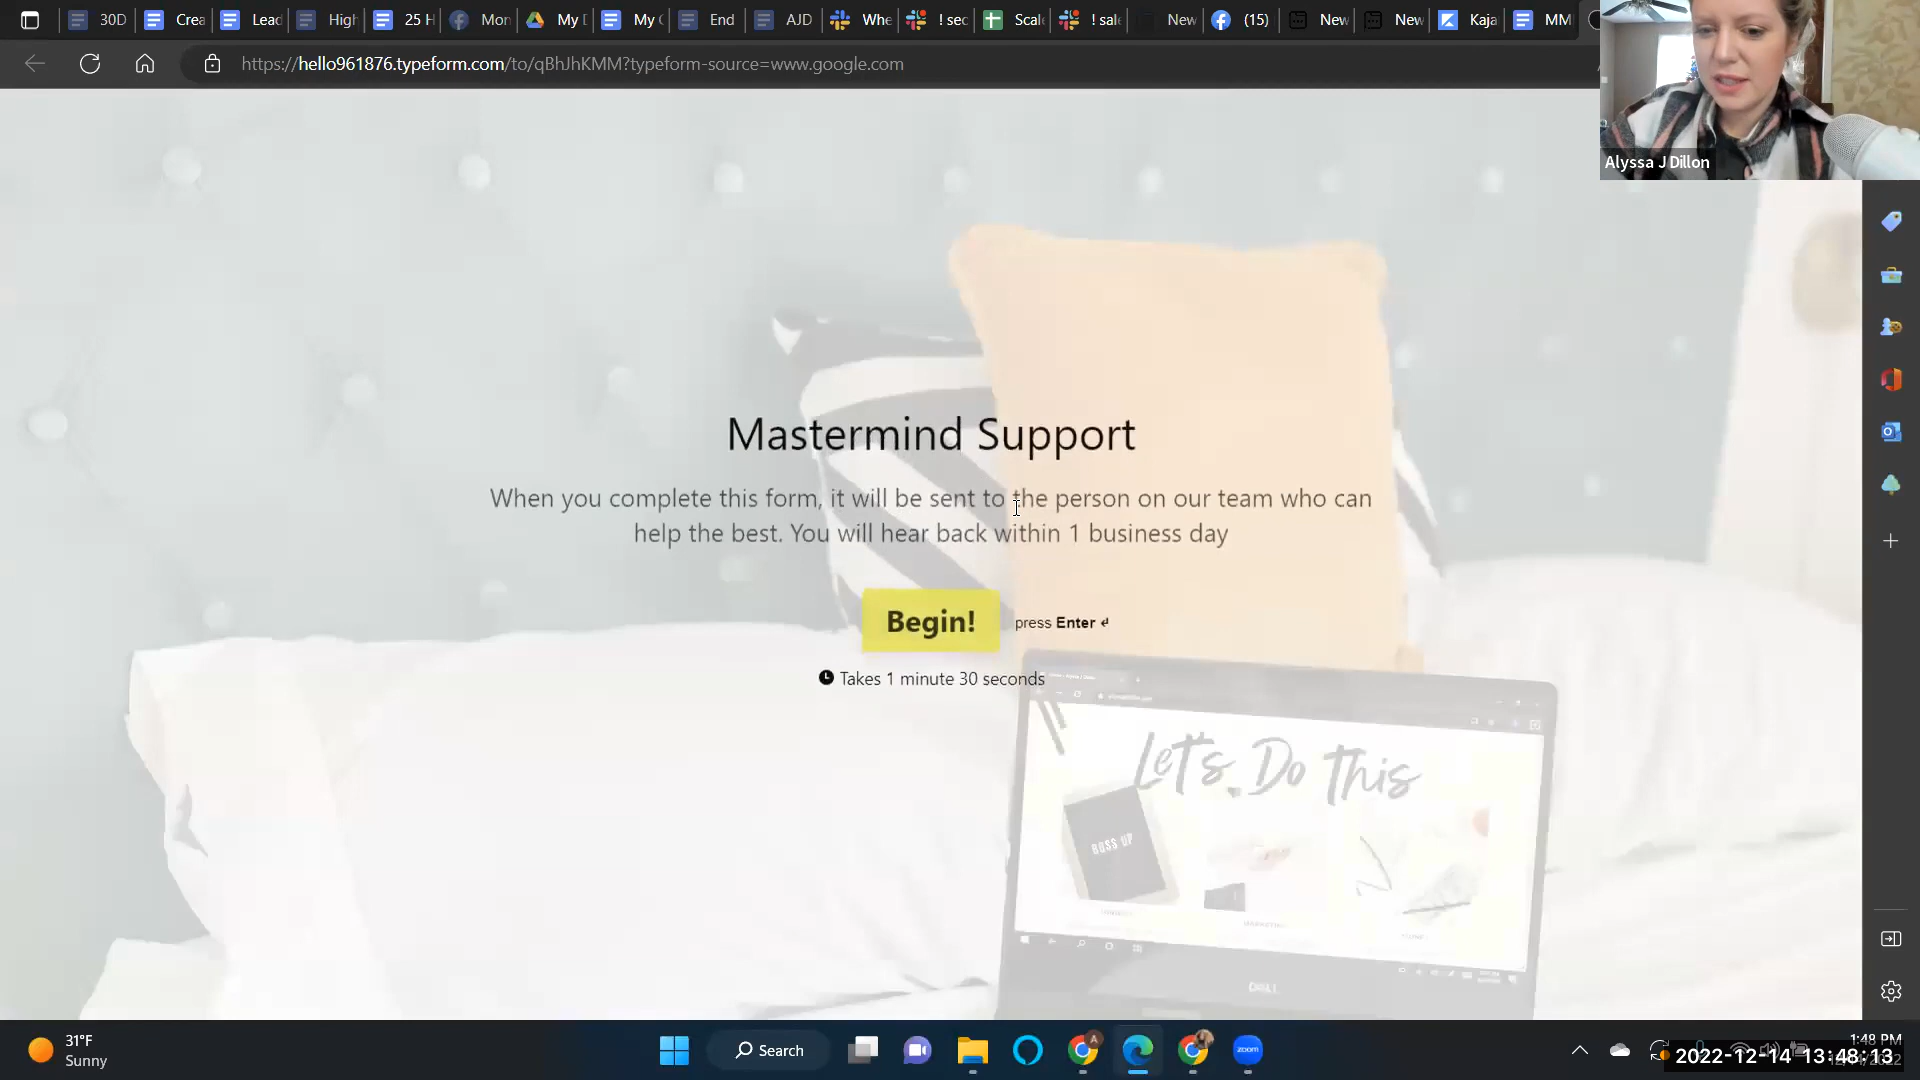 30D
Crea
Lead
High
25 H
Mon
My D
My C
End
AJD
Whe
! sec
Scale
! sale
New
(15)
New
New
Kaja
MM
https://hello961876.typeform.com/to/qBhJhKMM?typeform-source=www.google.com
Alyssa J Dillon
Mastermind Support
When you complete this form, it will be sent to the person on our team who can
help the best. You will hear back within 1 business day
Begin!
press Enter ↵
Takes 1 minute 30 seconds
Let's Do This
BOSS UP
DELL
31°F
Sunny
Search
zoom
1:48 PM
2022-12-14 13:48:13